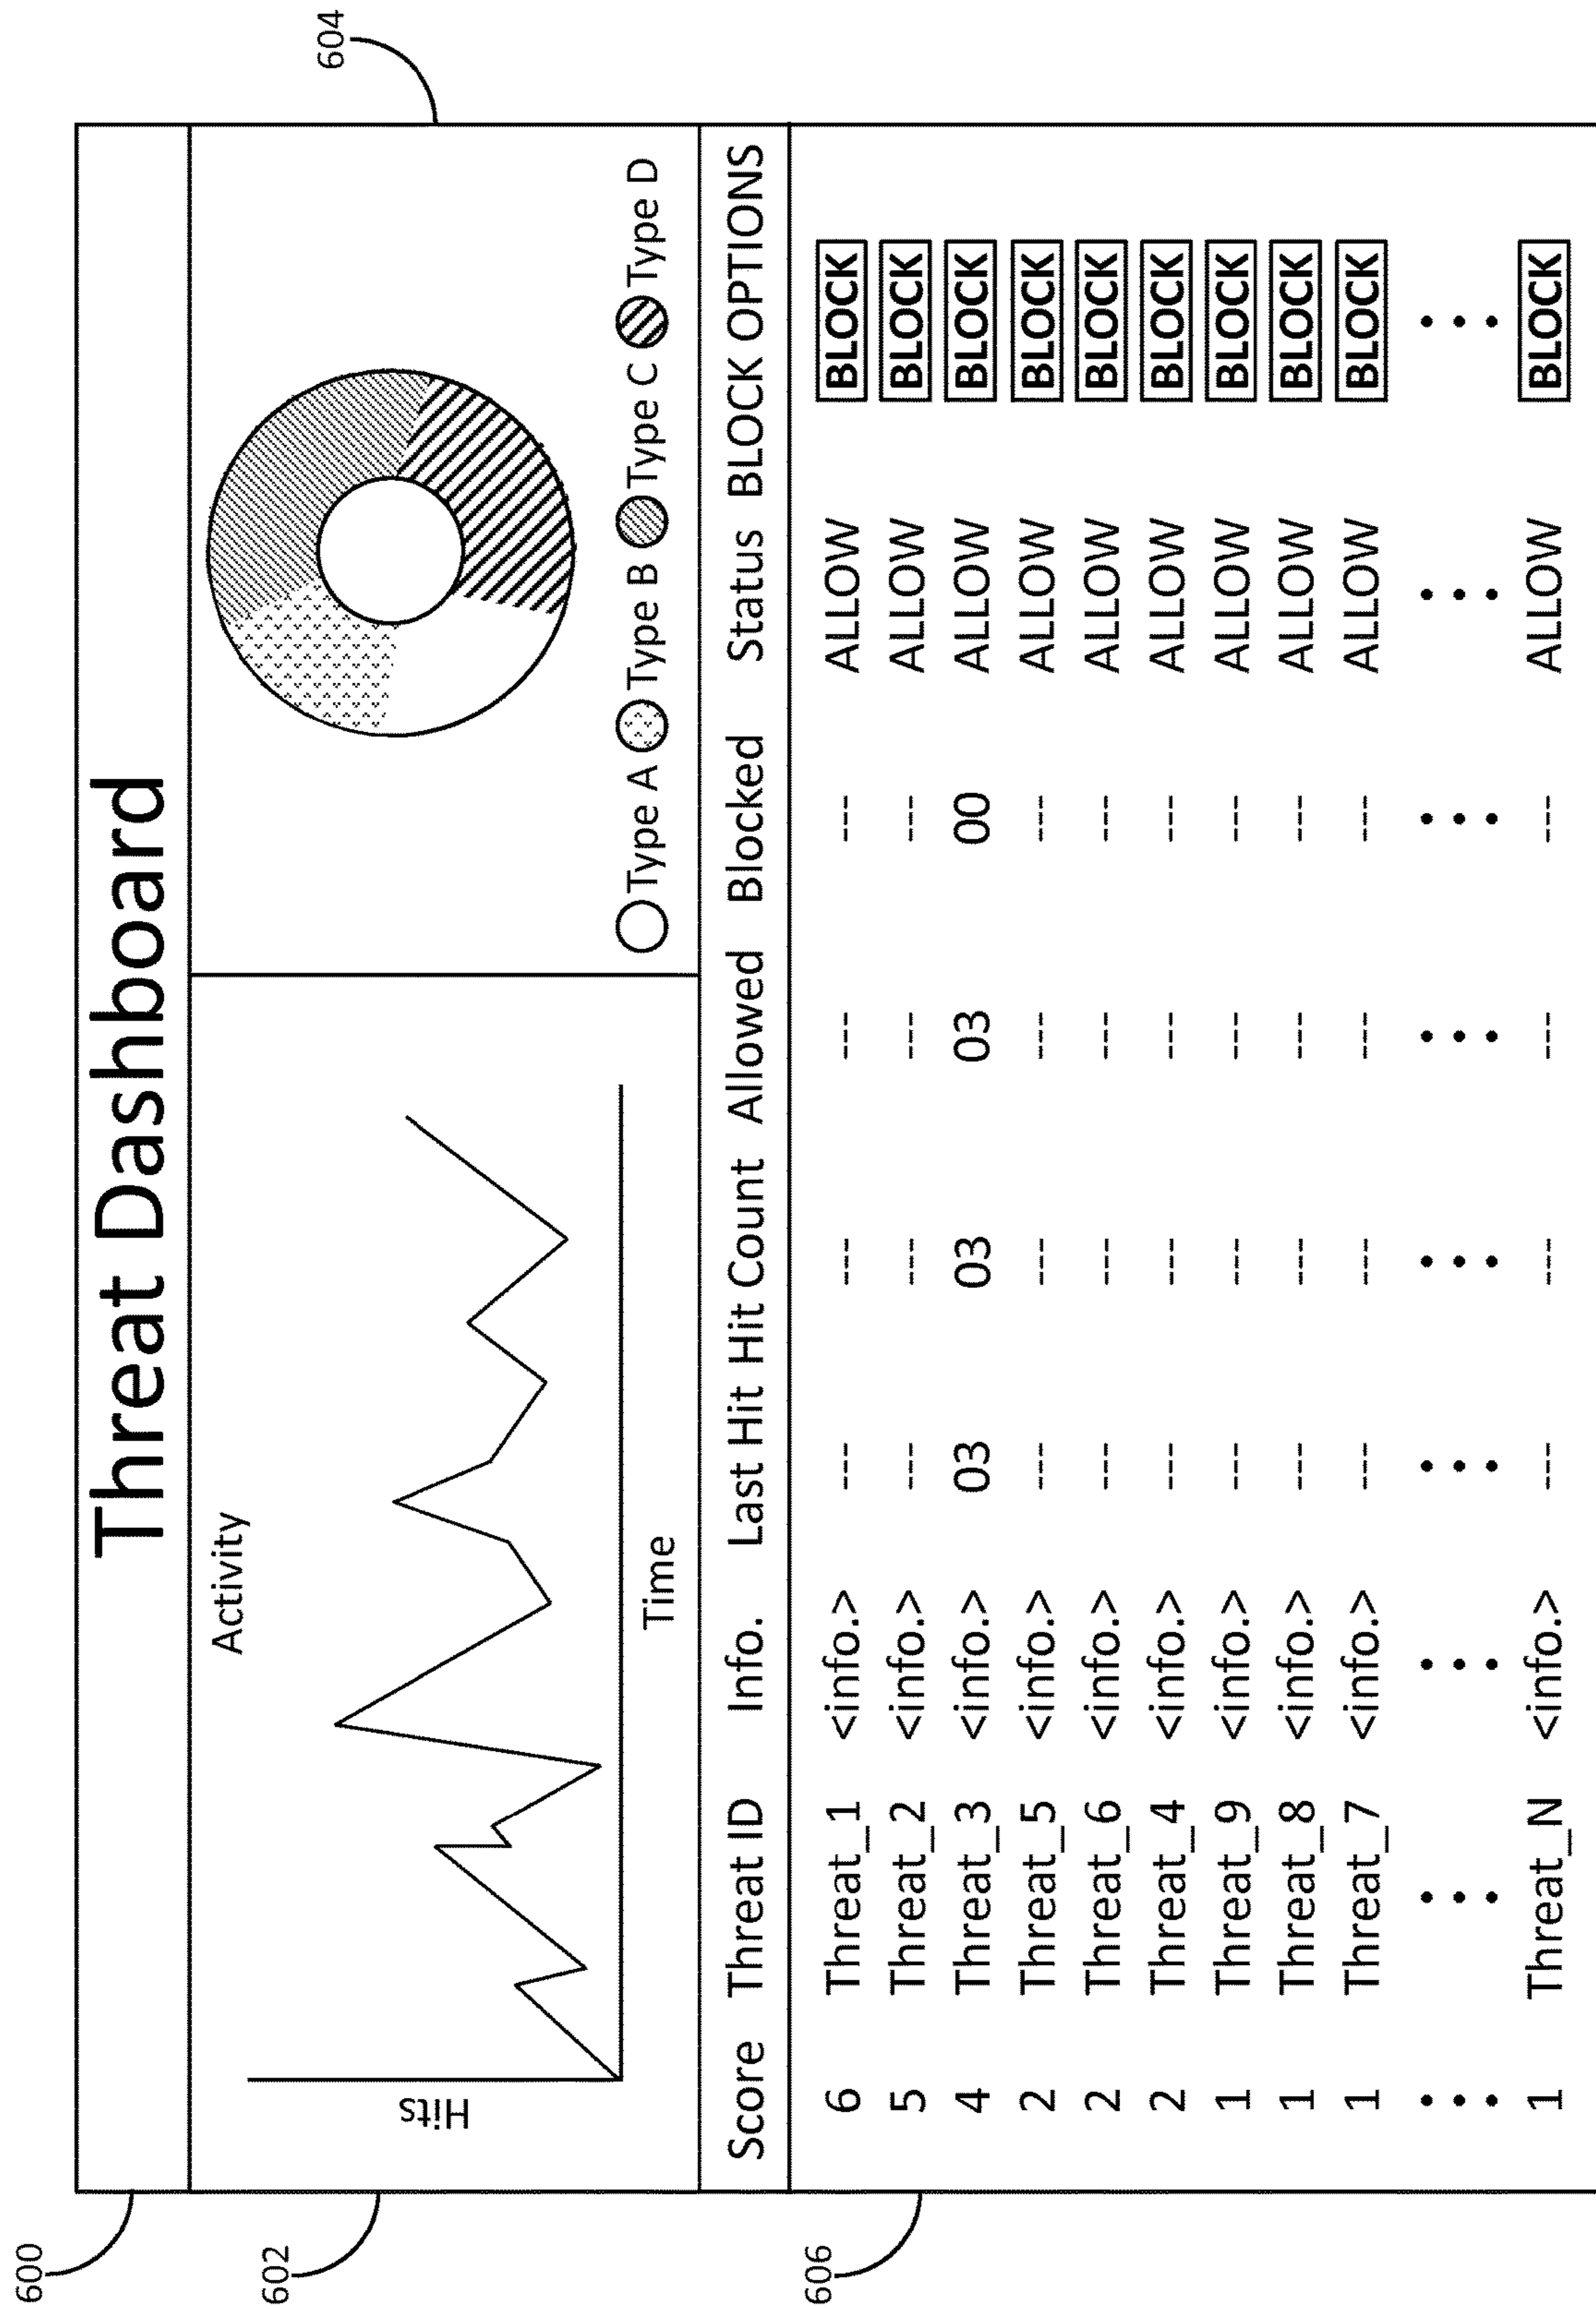 600
Threat Dashboard
602
Activity
Hits
Time
604
Type A Type B Type C Type D
606
Score Threat ID Info. Last Hit Hit Count Allowed Blocked Status BLOCK OPTIONS
6 Threat_1 <info.> --- --- --- --- ALLOW BLOCK
5 Threat_2 <info.> --- --- --- --- ALLOW BLOCK
4 Threat_3 <info.> 03 03 03 00 ALLOW BLOCK
2 Threat_5 <info.> --- --- --- --- ALLOW BLOCK
2 Threat_6 <info.> --- --- --- --- ALLOW BLOCK
2 Threat_4 <info.> --- --- --- --- ALLOW BLOCK
1 Threat_9 <info.> --- --- --- --- ALLOW BLOCK
1 Threat_8 <info.> --- --- --- --- ALLOW BLOCK
1 Threat_7 <info.> --- --- --- --- ALLOW BLOCK
1 Threat_N <info.> --- --- --- --- ALLOW BLOCK